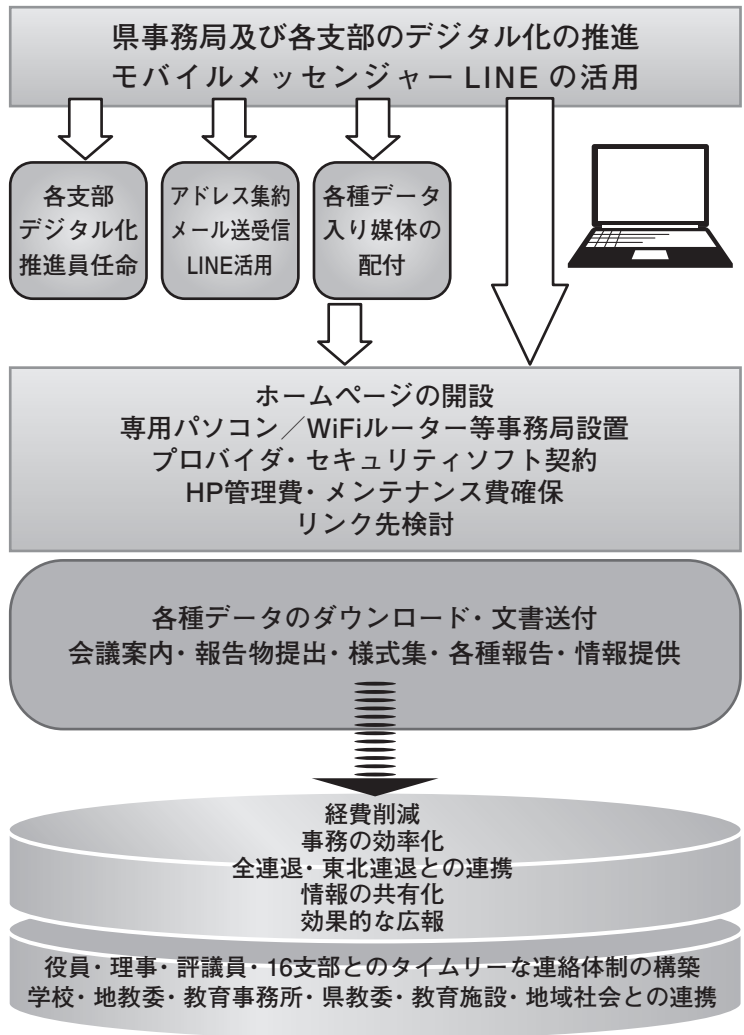 県事務局及び各支部のデジタル化の推進
モバイルメッセンジャー LINE の活用
各支部
デジタル化
推進員任命
アドレス集約
メール送受信
LINE活用
各種データ
入り媒体の
配付
ホームページの開設
専用パソコン／WiFiルーター等事務局設置
プロバイダ・セキュリティソフト契約
HP管理費・メンテナンス費確保
リンク先検討
各種データのダウンロード・文書送付
会議案内・報告物提出・様式集・各種報告・情報提供
経費削減
事務の効率化
全連退・東北連退との連携
情報の共有化
効果的な広報
役員・理事・評議員・16支部とのタイムリーな連絡体制の構築
学校・地教委・教育事務所・県教委・教育施設・地域社会との連携